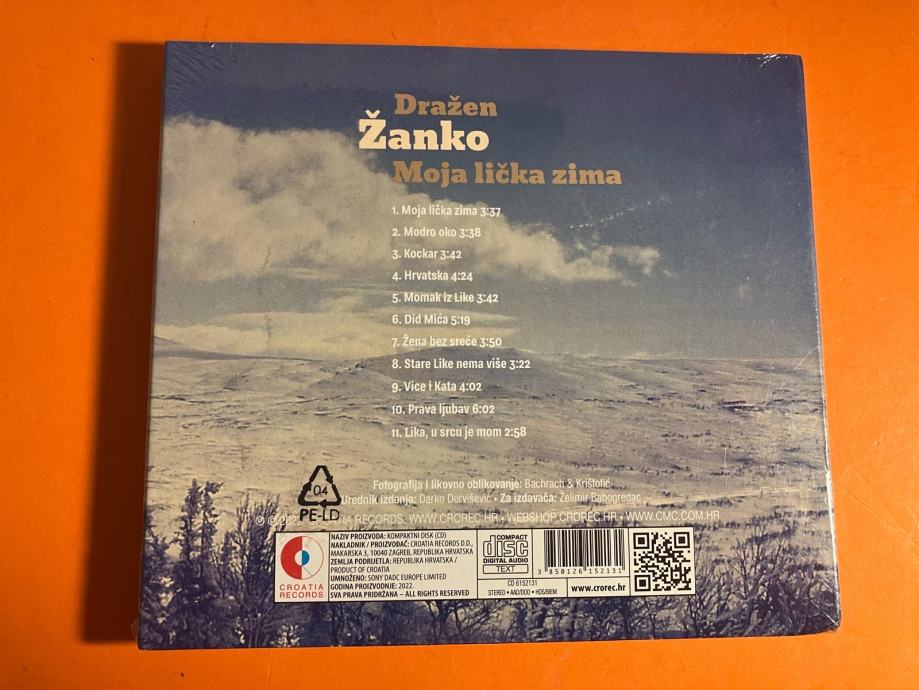 Dražen
Žanko
Moja lička zima
1. Moja lička zima 3:37
2. Modro oko 3:38
3. Kockar 3:42
4. Hrvatska 4:24
5. Momak iz Like 3:42
6. Did Mića 5:19
7. Žena bez sreće 3:50
8. Stare Like nema više 3:22
9. Vice i Kata 4:02
10. Prava ljubav 6:02
11. Lika, u srcu je mom 2:58
Fotografija i likovno oblikovanje: Bachrach & Krištofić
Urednik izdanja: Darko Dervišević • Za izdavača: Želimir Babogredac
RECORDS, WWW.CROREC.HR • WEBSHOP.CROREC.HR • WWW.CMC.COM.HR
04
PE-LD
CROATIA
RECORDS
NAZIV PROIZVODA: KOMPAKTNI DISK (CD)
NAKLADNIK / PROIZVOĐAČ: CROATIA RECORDS D.D.,
MAKARSKA 3, 10040 ZAGREB, REPUBLIKA HRVATSKA
ZEMLJA PODRIJETLA: REPUBLIKA HRVATSKA /
PRODUCT OF CROATIA
UMNOŽENO: SONY DADC EUROPE LIMITED
GODINA PROIZVODNJE: 2022.
SVA PRAVA PRIDRŽANA – ALL RIGHTS RESERVED
COMPACT
disc
DIGITAL AUDIO
TEXT
CD 6152131
STEREO • AAD/DDD • HDS/BIEM
3 850126 152131
www.crorec.hr